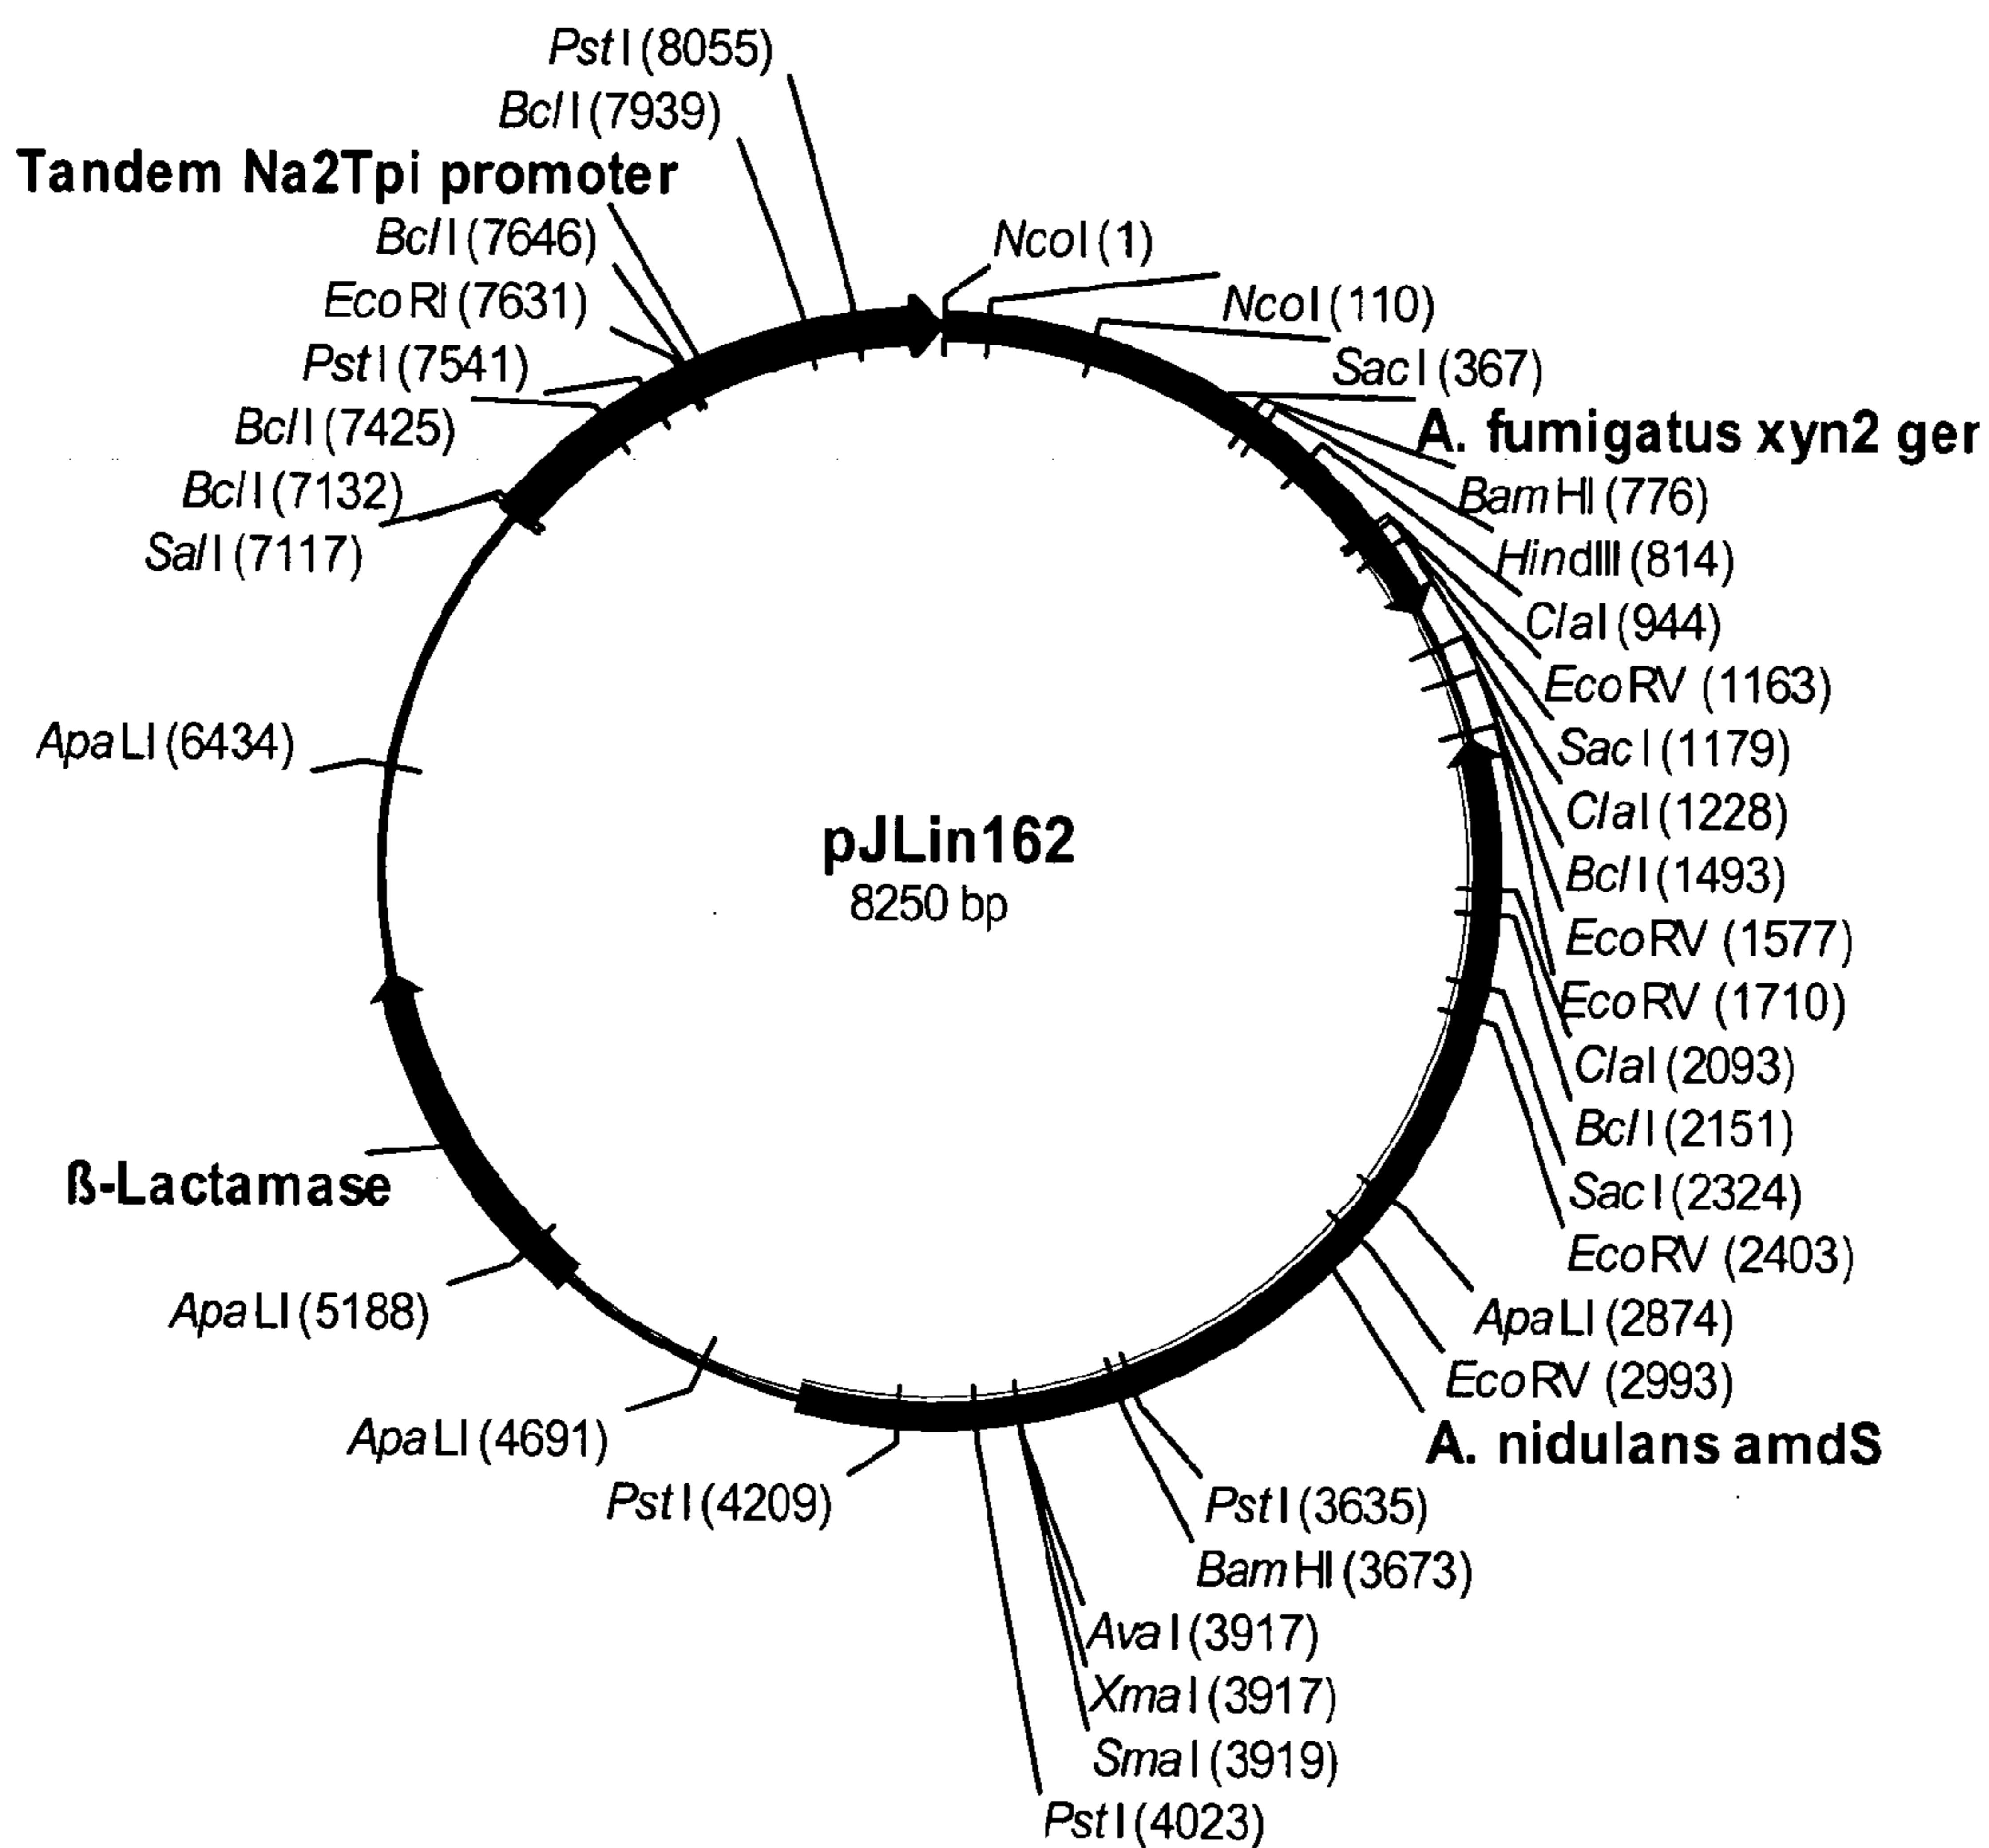 PstI (8055)
BclI (7939)
Tandem Na2Tpi promoter
BclI (7646)
EcoRI (7631)
PstI (7541)
BclI (7425)
BclI (7132)
SalI (7117)
ApaLI (6434)
ß-Lactamase
ApaLI (5188)
ApaLI (4691)
PstI (4209)
pJLin162
8250 bp
NcoI (1)
NcoI (110)
SacI (367)
A. fumigatus xyn2 ger
BamHI (776)
HindIII (814)
ClaI (944)
EcoRV (1163)
SacI (1179)
ClaI (1228)
BclI (1493)
EcoRV (1577)
EcoRV (1710)
ClaI (2093)
BclI (2151)
SacI (2324)
EcoRV (2403)
ApaLI (2874)
EcoRV (2993)
A. nidulans amdS
PstI (3635)
BamHI (3673)
AvaI (3917)
XmaI (3917)
SmaI (3919)
PstI (4023)